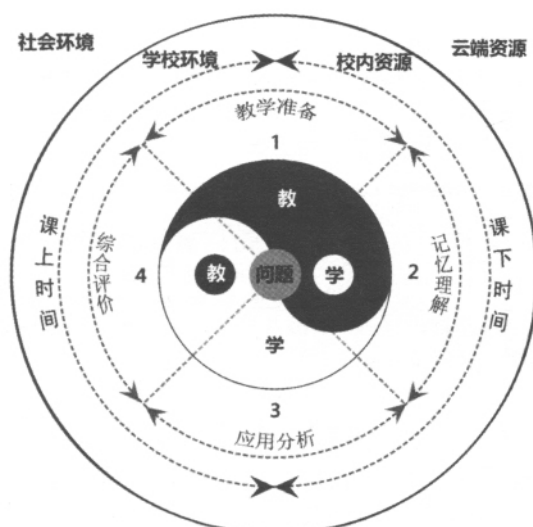 社会环境
云端资源
学校环境
校内资源
教学准备
1
教
课上时间
综合评价
4
教
问题
学
2
记忆理解
课下时间
学
3
应用分析